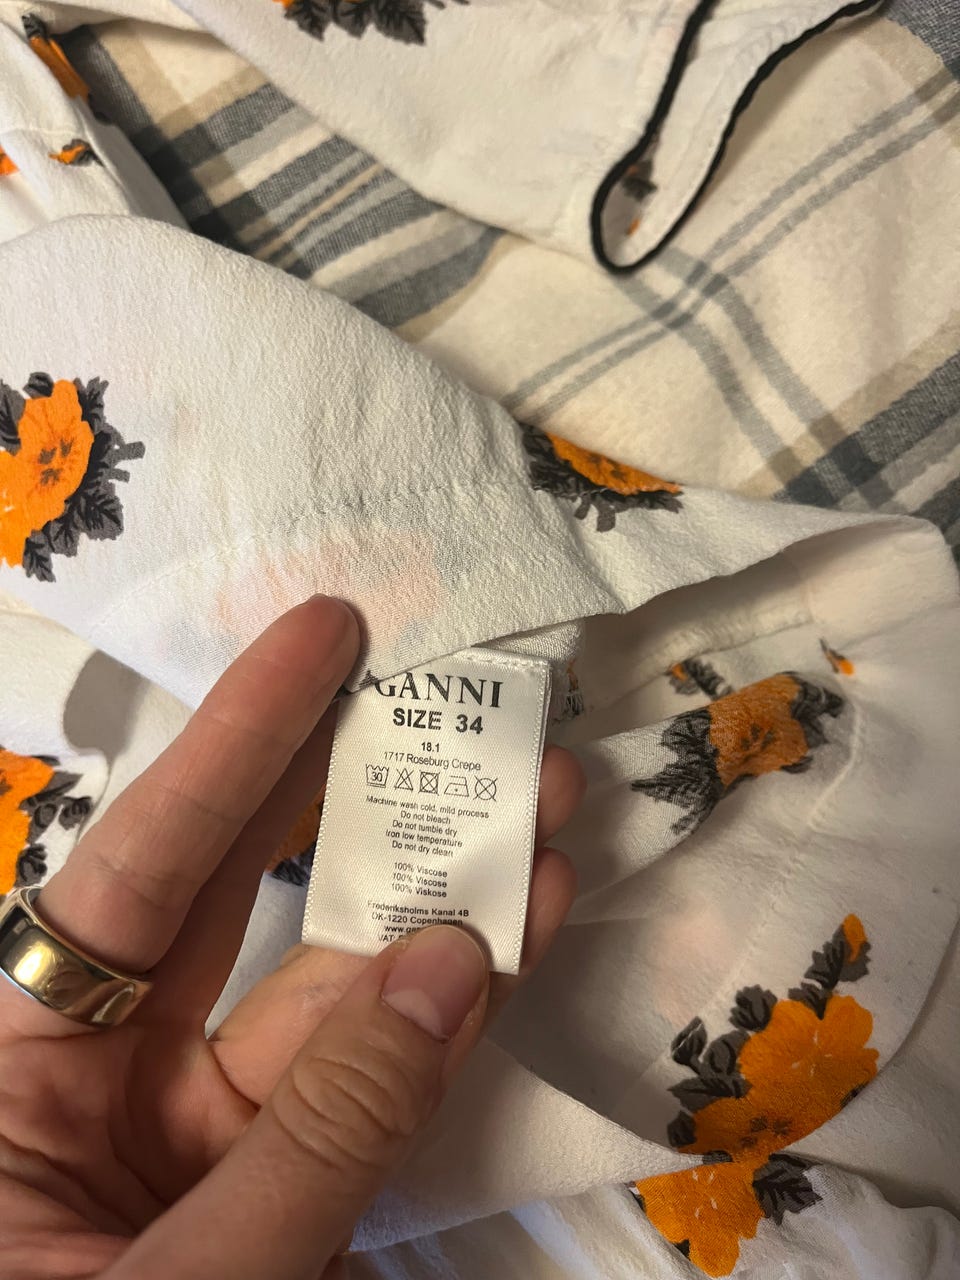 GANNI
SIZE 34
18.1
1717 Roseburg Crepe
30
Machine wash cold, mild process
Do not bleach
Do not tumble dry
Iron low temperature
Do not dry clean
100% Viscose
100% Viscose
100% Viskose
Frederiksholms Kanal 4B
DK-1220 Copenhagen
VAT: